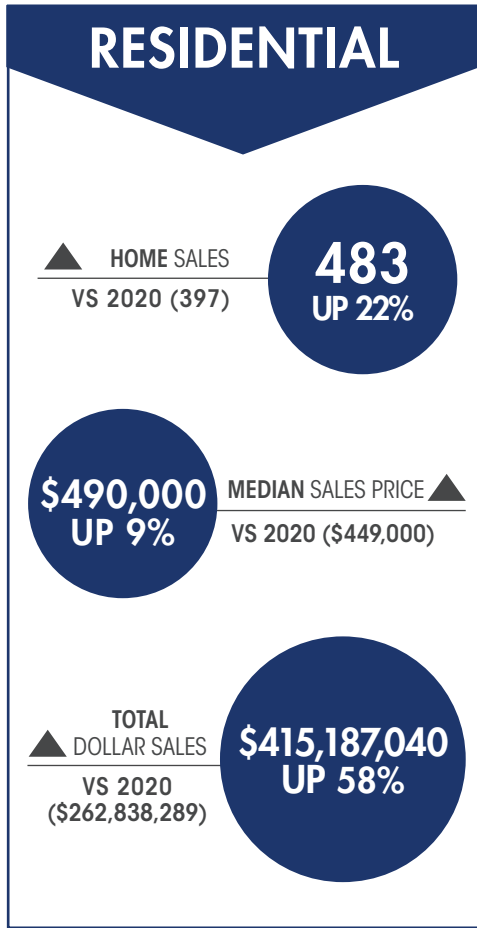 RESIDENTIAL
HOME SALES
VS 2020 (397)
483
UP 22%
$490,000
UP 9%
MEDIAN SALES PRICE
VS 2020 ($449,000)
TOTAL
DOLLAR SALES
VS 2020
($262,838,289)
$415,187,040
UP 58%